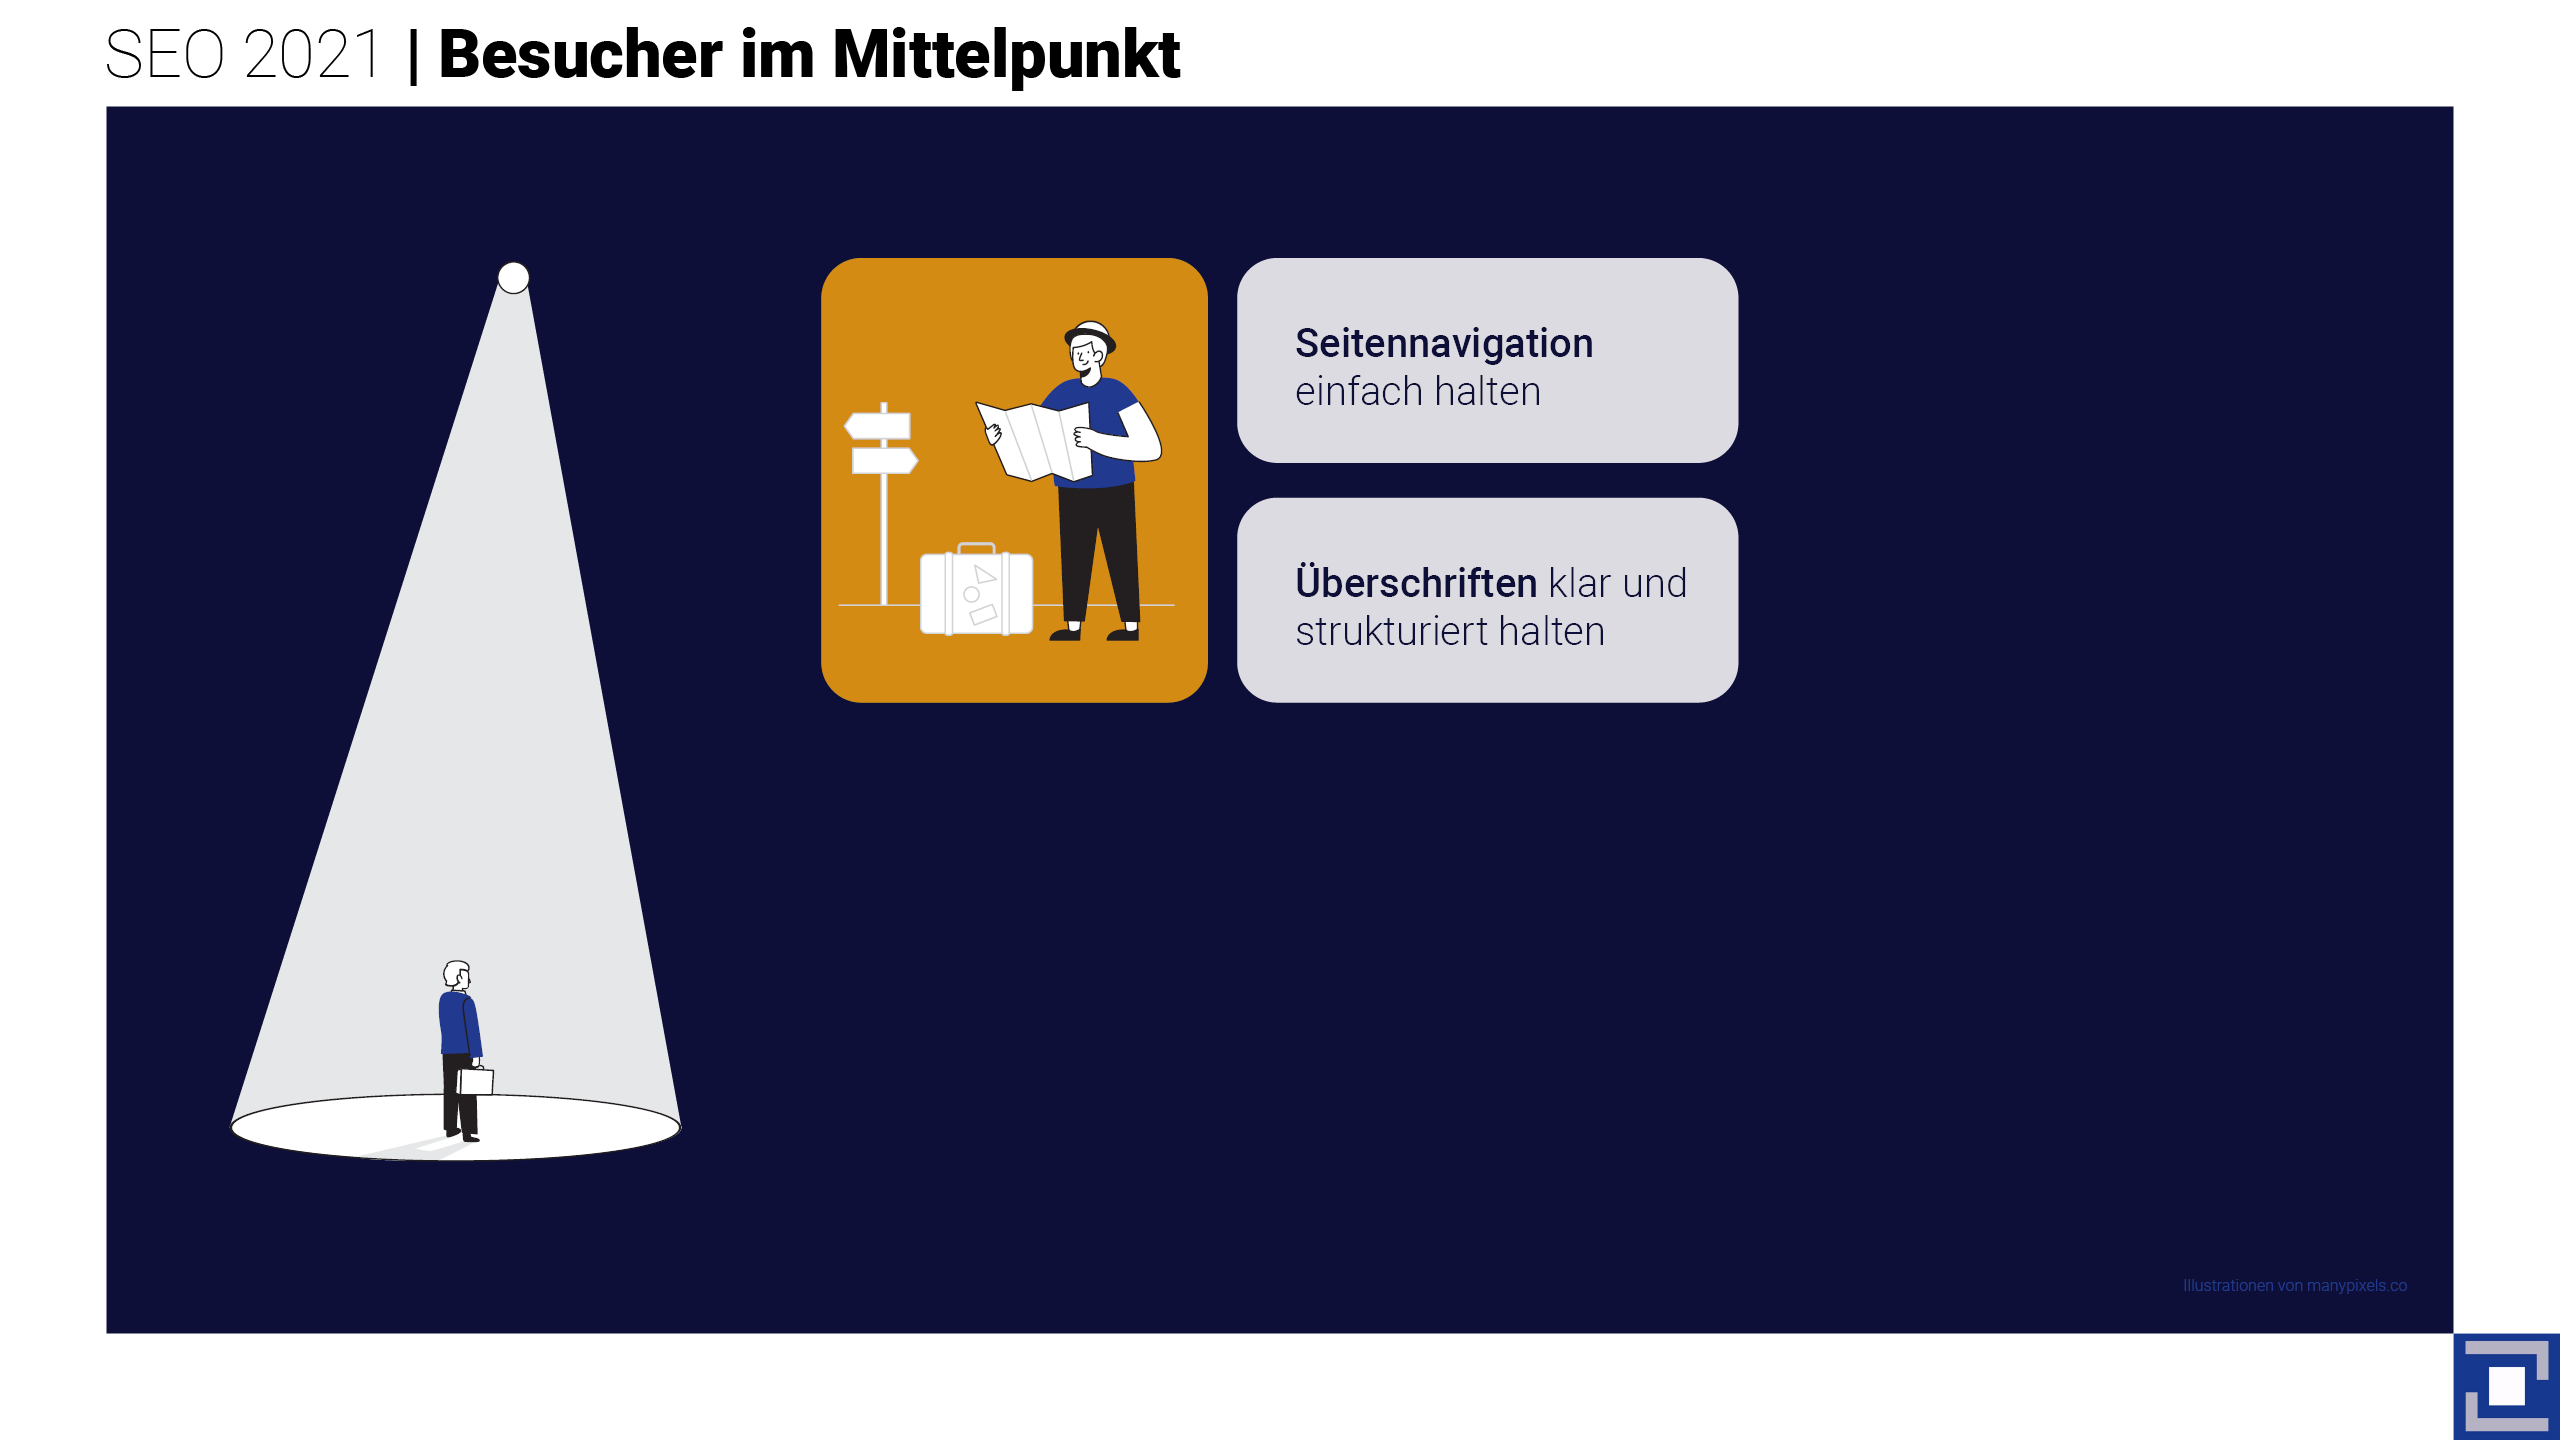 SEO 2021 | Besucher im Mittelpunkt
Seitennavigation
einfach halten
Überschriften klar und
strukturiert halten
Illustrationen von manypixels.co